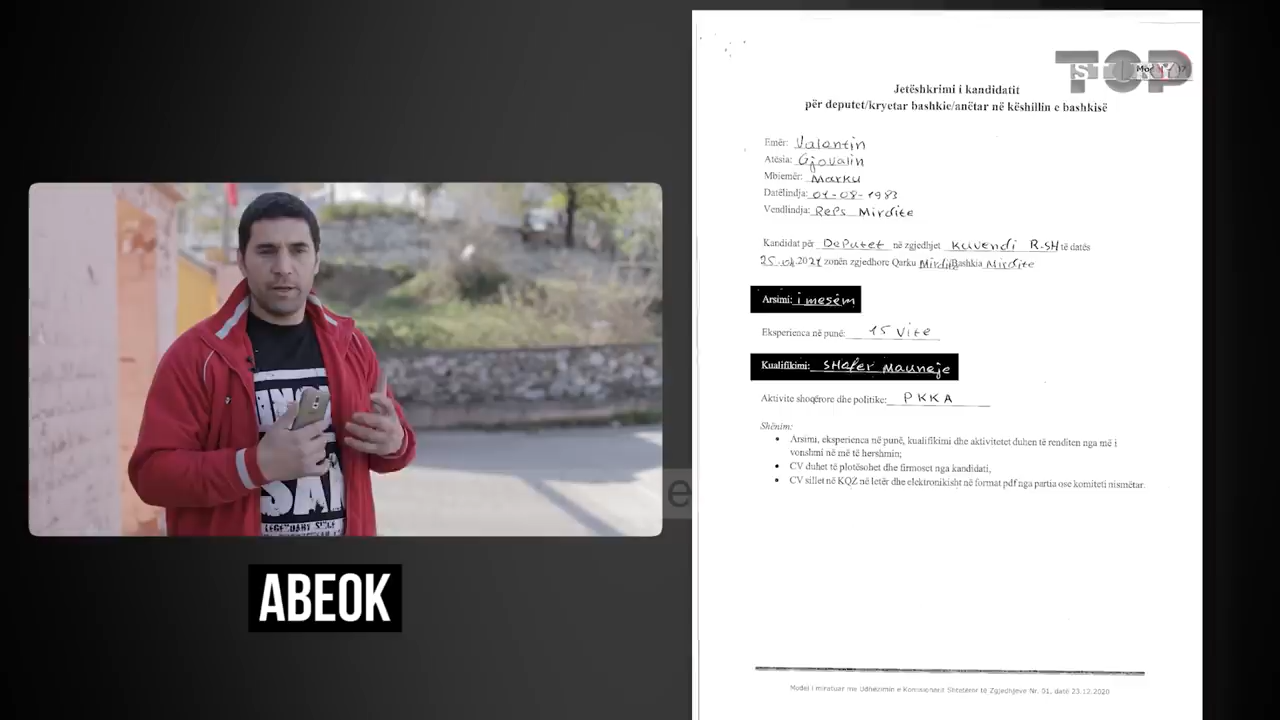 TOP
STORY
Jetëshkrimi i kandidatit
për deputet/kryetar bashkie/anëtar në këshillin e bashkisë
Emër: Valentin
Atësia: Gjovalin
Mbiemër: Marku
Datëlindja: 01-08-1983
Vendlindja: Reps Mirdite
Kandidat për Deputet në zgjedhjet Kuvendi R.SH të datës
25.04.2021 zonën zgjedhore Qarku Bashkia Mirdite
Arsimi: i mesëm
Eksperienca në punë: 15 Vite
Kualifikimi: SHofer Mauneje
Aktivite shoqërore dhe politike: PKKA
Shënim:
• Arsimi, eksperienca në punë, kualifikimi dhe aktivitetet duhen të renditen nga më i
vonshmi në më të hershmin;
• CV duhet të plotësohet dhe firmoset nga kandidati,
• CV sillet në KQZ në letër dhe elektronikisht në format pdf nga partia ose komiteti nismëtar.
Model i miratuar me Udhëzimin e Komisionerit Shtetëror të Zgjedhjeve Nr. 01, datë 23.12.2020
ABEOK